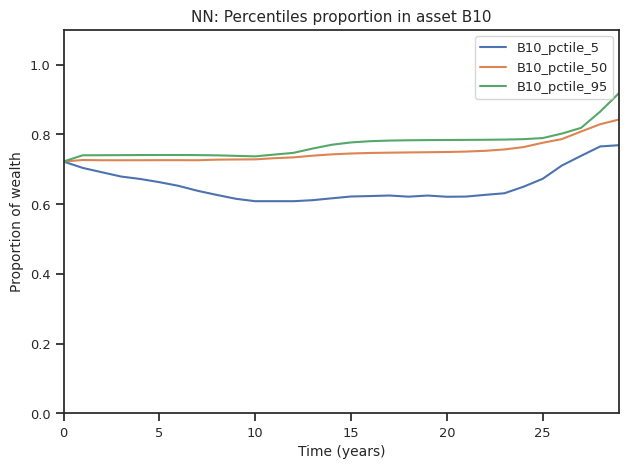 NN: Percentiles proportion in asset B10
B10_pctile_5
B10_pctile_50
B10_pctile_95
Proportion of wealth
1.0
0.8
0.6
0.4
0.2
0.0
0 5 10 15 20 25
Time (years)